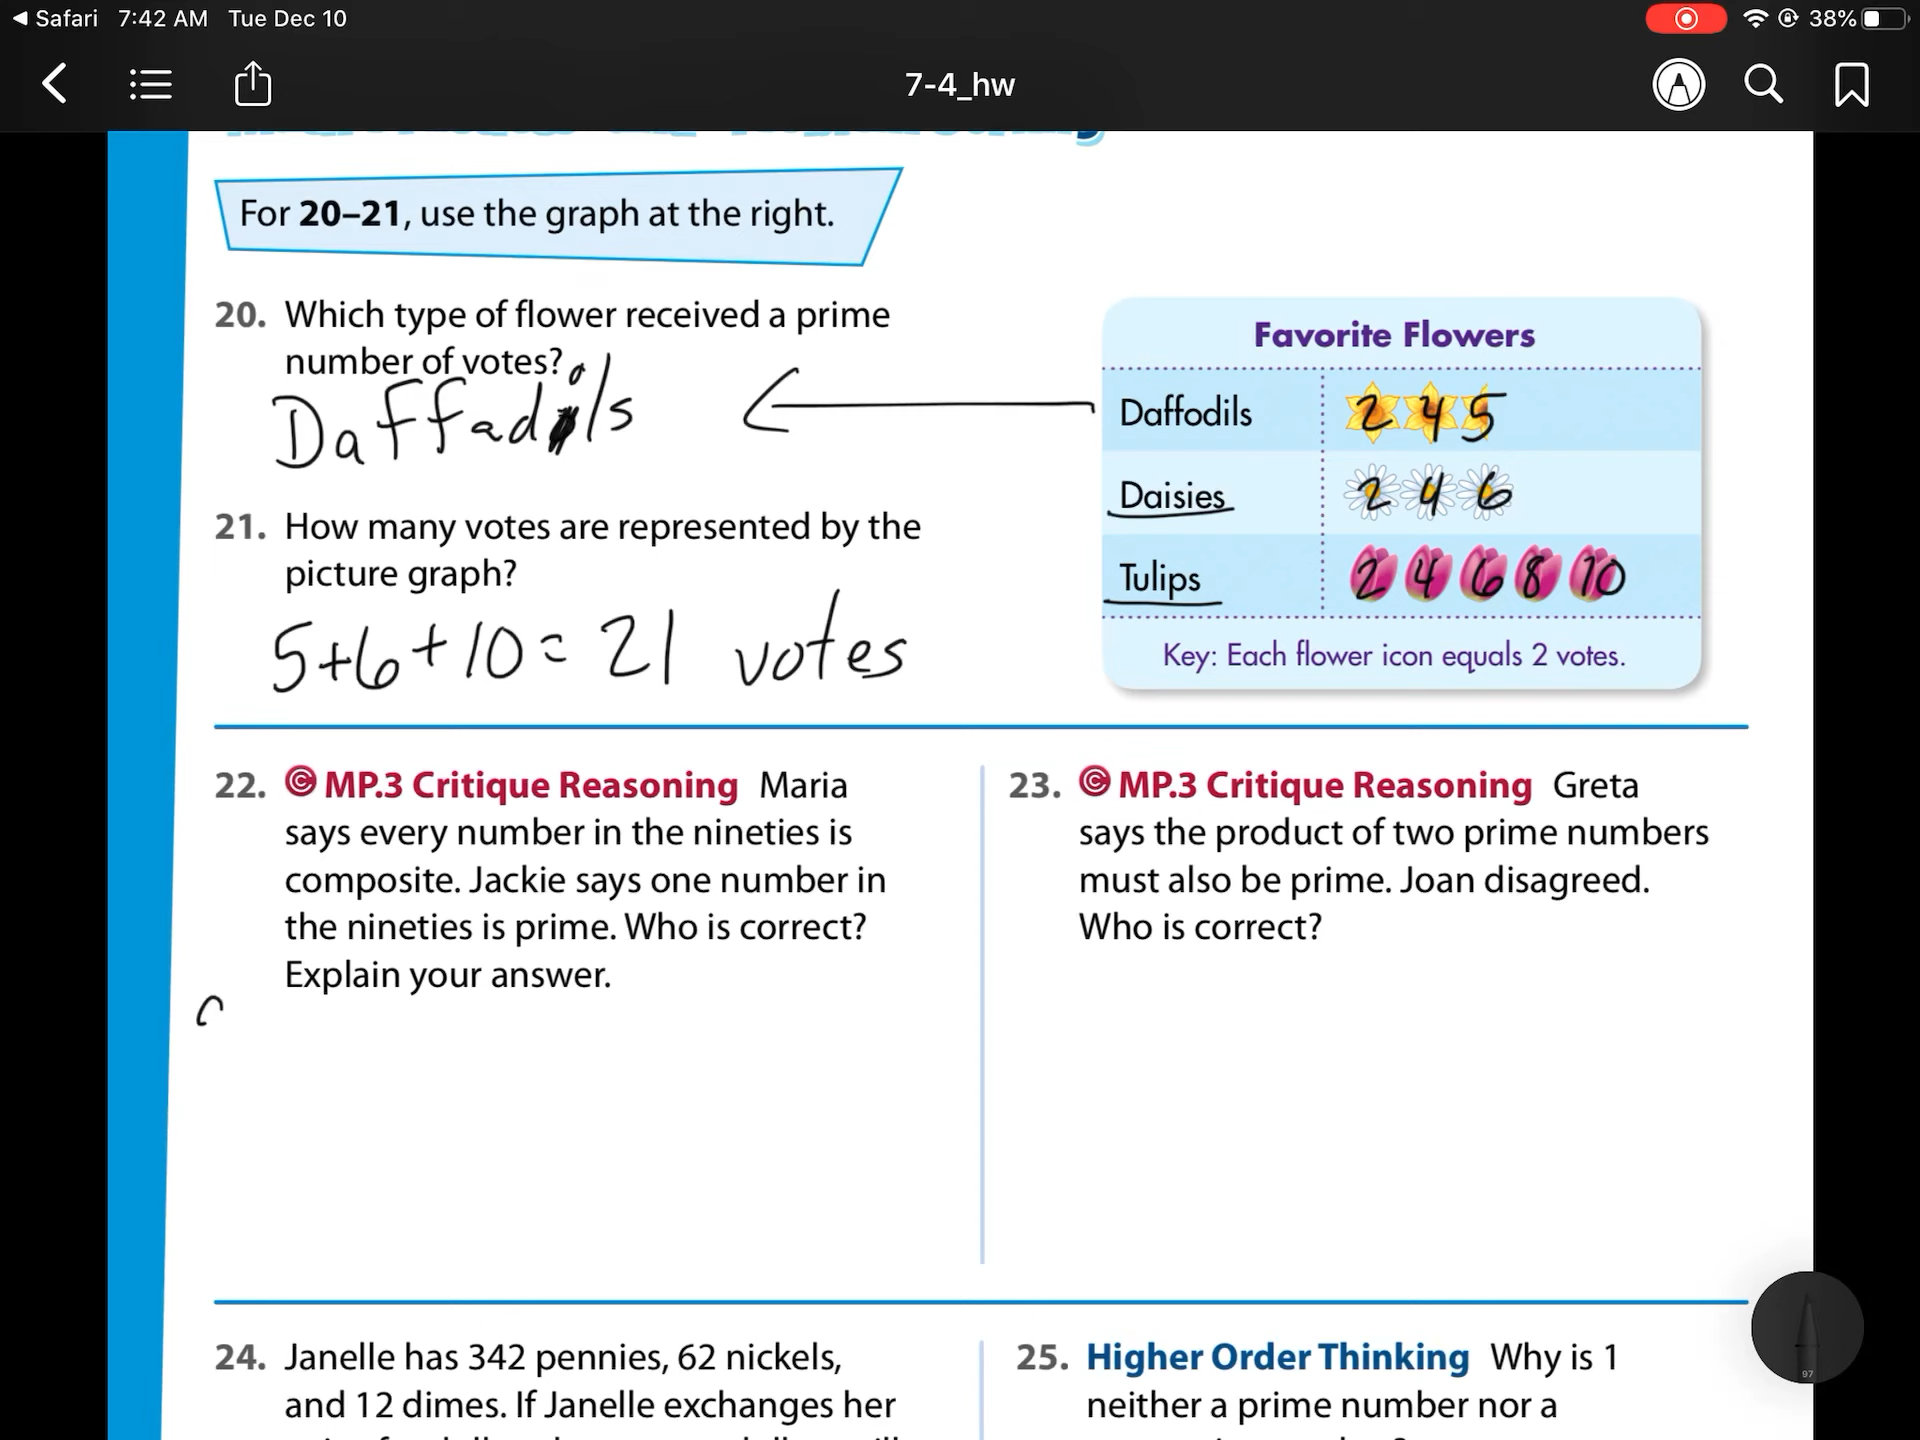 Safari 7:42 AM Tue Dec 10 38%
7-4_hw
For 20–21, use the graph at the right.
20. Which type of flower received a prime
number of votes?
Daffadils
21. How many votes are represented by the
picture graph?
5+6+10=21 votes
Favorite Flowers
Daffodils 2 4 5
Daisies 2 4 6
Tulips 2 4 6 8 10
Key: Each flower icon equals 2 votes.
22. © MP.3 Critique Reasoning Maria
says every number in the nineties is
composite. Jackie says one number in
the nineties is prime. Who is correct?
Explain your answer.
23. © MP.3 Critique Reasoning Greta
says the product of two prime numbers
must also be prime. Joan disagreed.
Who is correct?
24. Janelle has 342 pennies, 62 nickels,
and 12 dimes. If Janelle exchanges her
25. Higher Order Thinking Why is 1
neither a prime number nor a
97